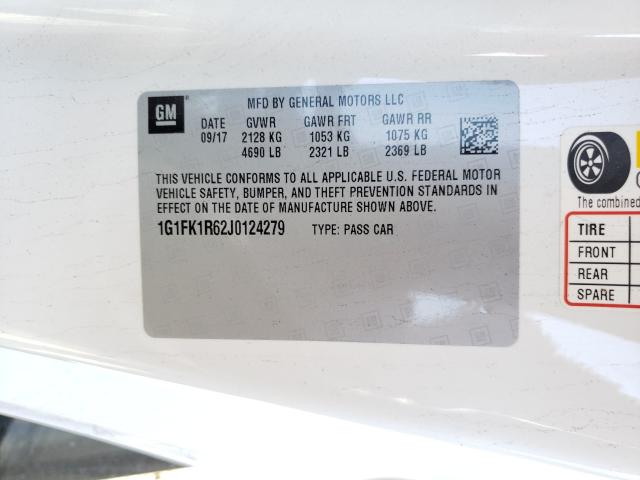 GM
MFD BY GENERAL MOTORS LLC
DATE GVWR GAWR FRT GAWR RR
09/17 2128 KG 1053 KG 1075 KG
4690 LB 2321 LB 2369 LB
THIS VEHICLE CONFORMS TO ALL APPLICABLE U.S. FEDERAL MOTOR
VEHICLE SAFETY, BUMPER, AND THEFT PREVENTION STANDARDS IN
EFFECT ON THE DATE OF MANUFACTURE SHOWN ABOVE.
1G1FK1R62J0124279 TYPE: PASS CAR
The combined
TIRE
FRONT
REAR
SPARE